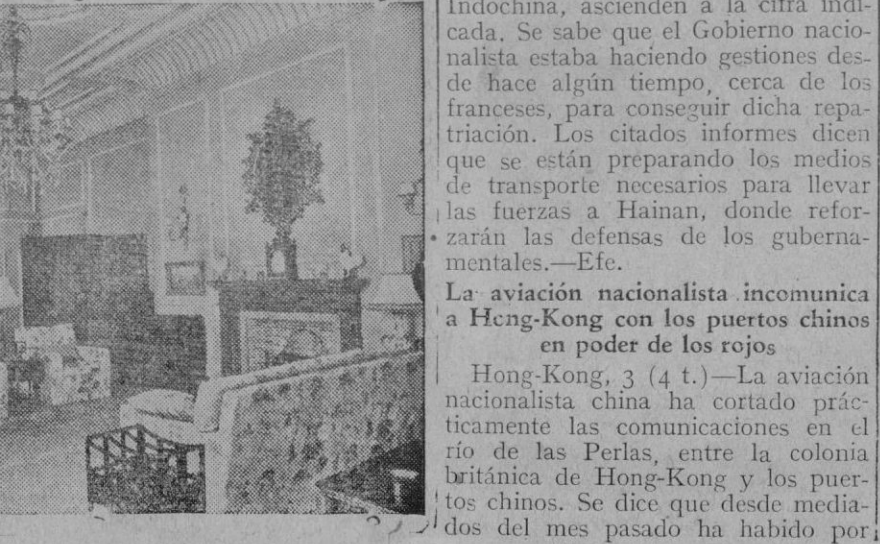 Indochina, ascienden a la cifra indi-
cada. Se sabe que el Gobierno nacio-
nalista estaba haciendo gestiones des-
de hace algún tiempo, cerca de los
franceses, para conseguir dicha repa-
triación. Los citados informes dicen
que se están preparando los medios
de transporte necesarios para llevar
las fuerzas a Hainan, donde refor-
zarán las defensas de los guberna-
mentales.—Efe.
La aviación nacionalista incomunica
a Hong-Kong con los puertos chinos
en poder de los rojos
Hong-Kong, 3 (4 t.)—La aviación
nacionalista china ha cortado prác-
ticamente las comunicaciones en el
río de las Perlas, entre la colonia
británica de Hong-Kong y los puer-
tos chinos. Se dice que desde media-
dos del mes pasado ha habido por